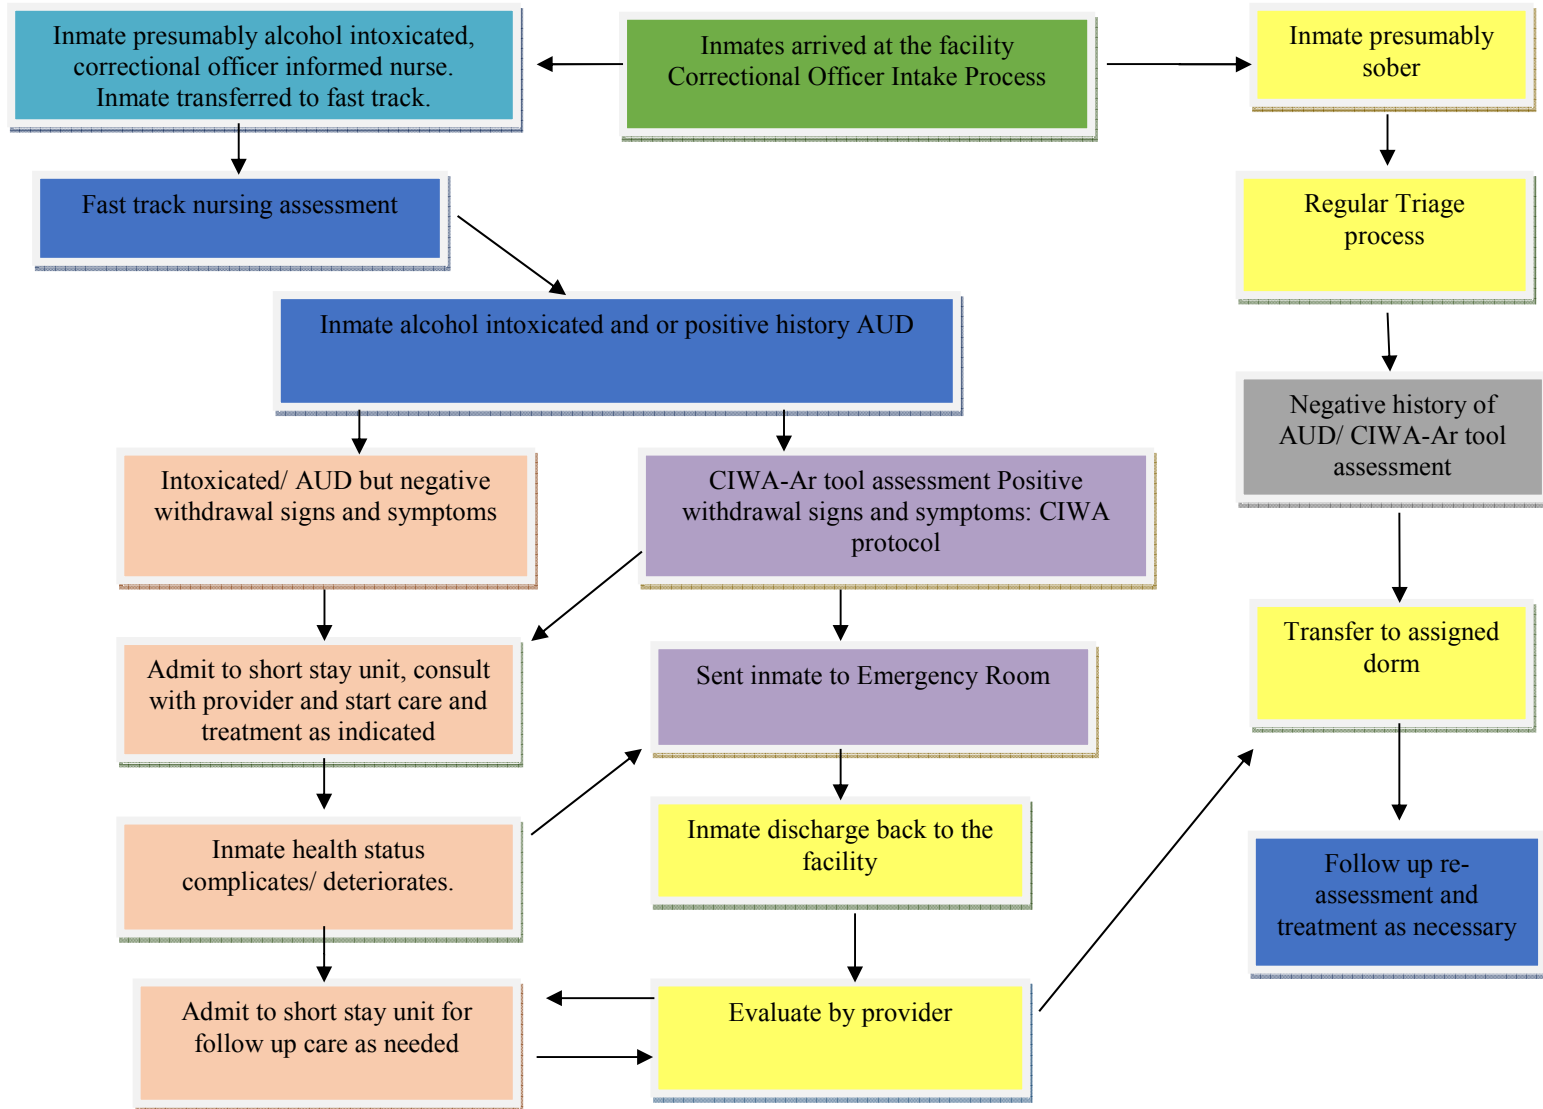 Inmate presumably alcohol intoxicated,
correctional officer informed nurse.
Inmate transferred to fast track.
Inmates arrived at the facility
Correctional Officer Intake Process
Inmate presumably
sober
Fast track nursing assessment
Regular Triage
process
Inmate alcohol intoxicated and or positive history AUD
Negative history of
AUD/ CIWA-Ar tool
assessment
Intoxicated/ AUD but negative
withdrawal signs and symptoms
CIWA-Ar tool assessment Positive
withdrawal signs and symptoms: CIWA
protocol
Admit to short stay unit, consult
with provider and start care and
treatment as indicated
Sent inmate to Emergency Room
Transfer to assigned
dorm
Inmate health status
complicates/ deteriorates.
Inmate discharge back to the
facility
Follow up re-
assessment and
treatment as necessary
Admit to short stay unit for
follow up care as needed
Evaluate by provider